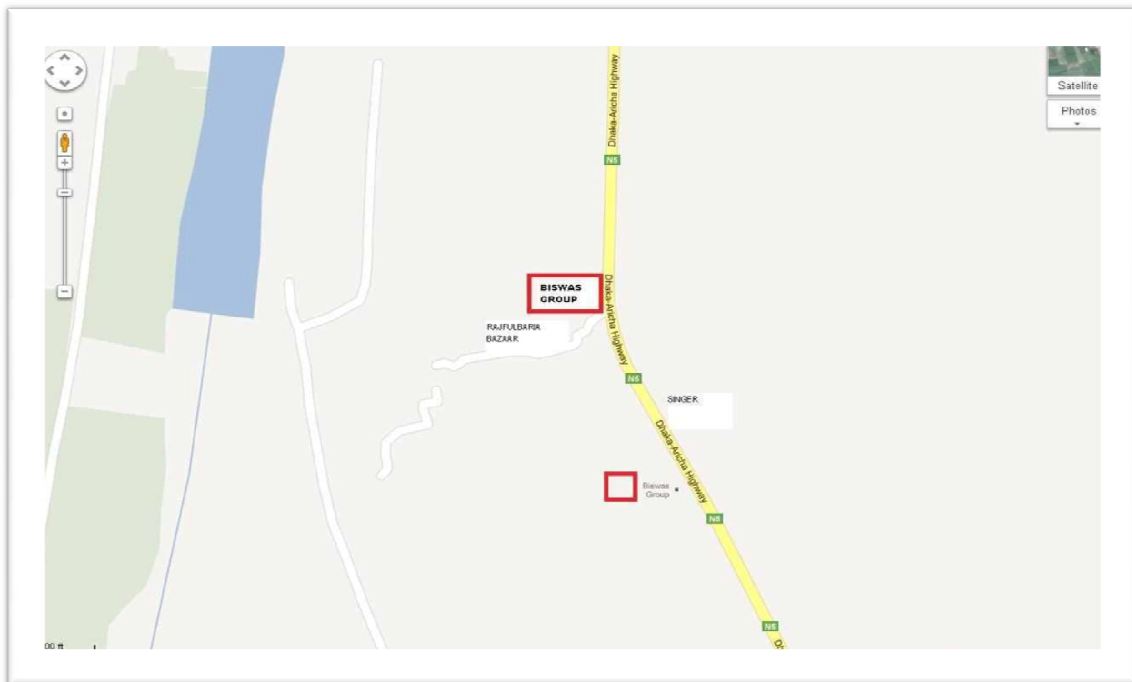 Satellite
Photos
Dhaka-Aricha Highway
N5
BISWAS
GROUP
Dhaka-Aricha Highway
RAJFULBARIA
BAZAAR
N5
SINGER
Dhaka-Aricha Highway
Biswas
Group
N5
N5